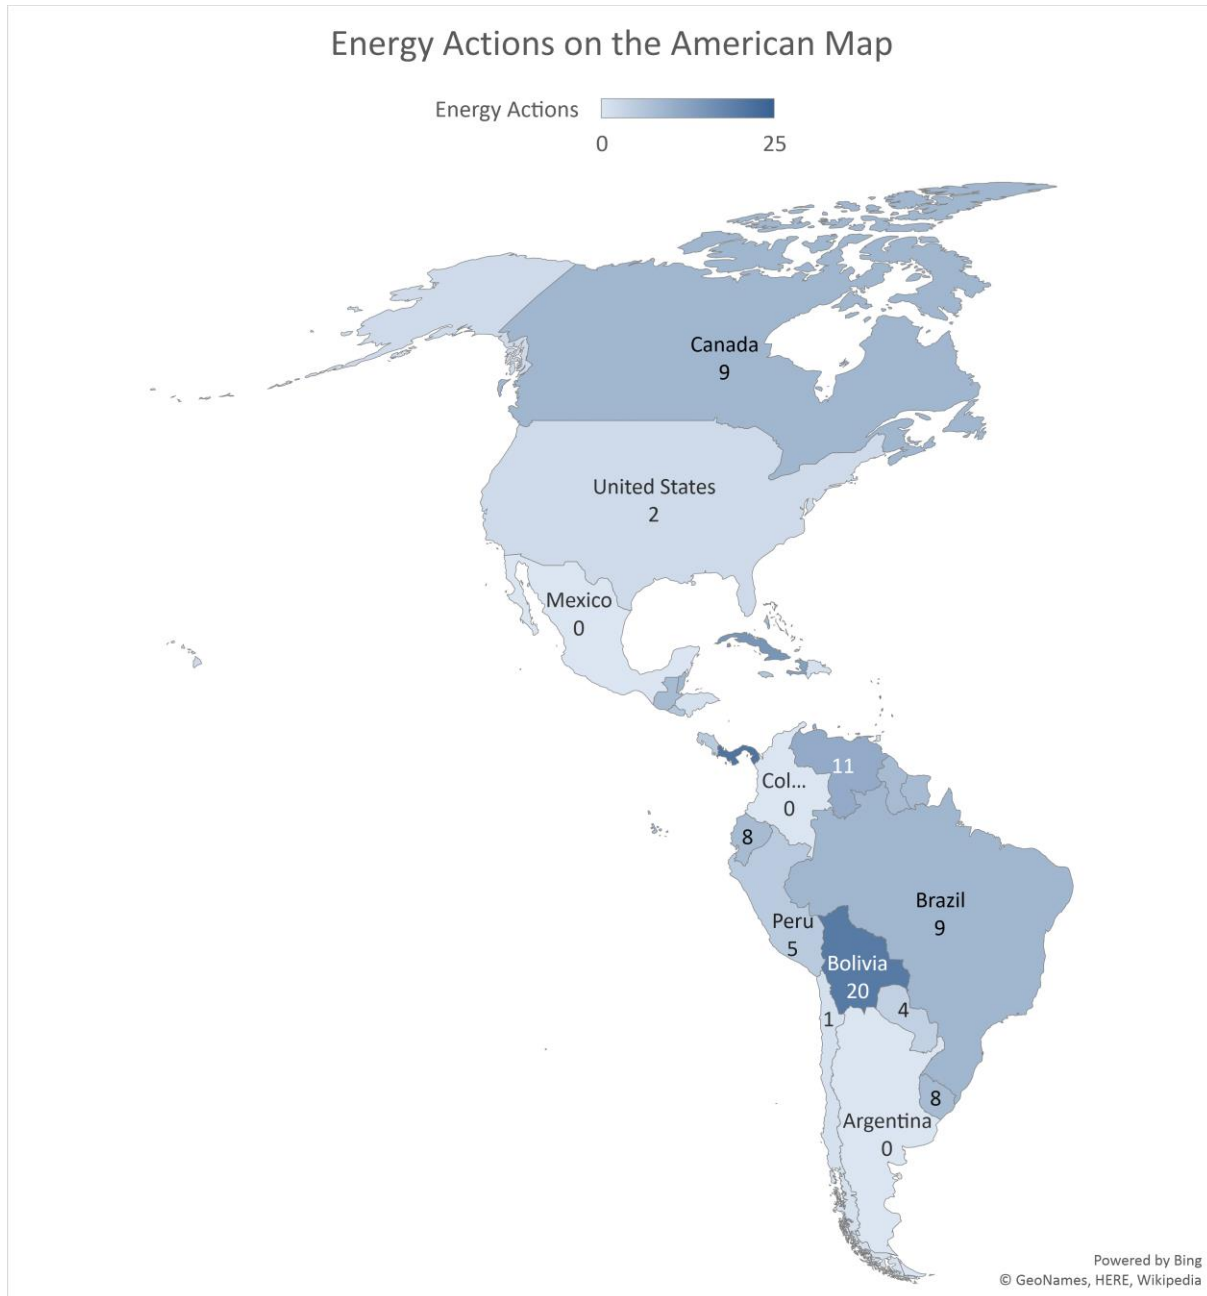 Energy Actions on the American Map
Energy Actions
0 25
Canada
9
United States
2
Mexico
0
11
Col...
0
8
Brazil
9
Peru
5
Bolivia
20
4
1
8
Argentina
0
Powered by Bing
© GeoNames, HERE, Wikipedia